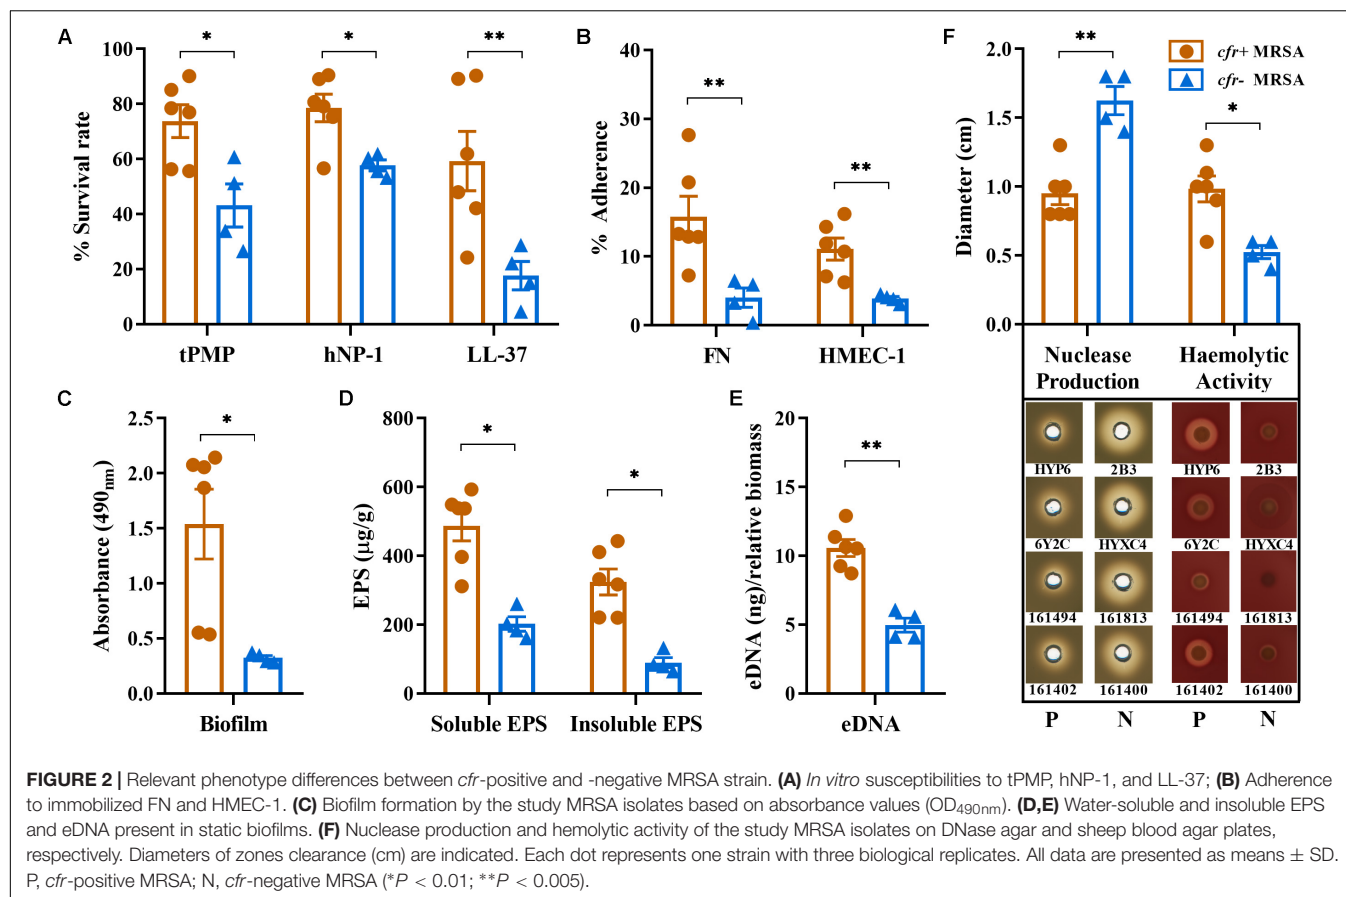 A
B
F
cfr+ MRSA
cfr- MRSA
% Survival rate
100
80
60
40
20
0
*
*
**
tPMP
hNP-1
LL-37
% Adherence
40
30
20
10
0
**
**
FN
HMEC-1
Diameter (cm)
2.0
1.5
1.0
0.5
0.0
**
*
Nuclease Production
Haemolytic Activity
HYP6
2B3
HYP6
2B3
6Y2C
HYXC4
6Y2C
HYXC4
161494
161813
161494
161813
161402
161400
161402
161400
P
N
P
N
C
D
E
Absorbance (490nm)
2.5
2.0
1.5
1.0
0.5
0.0
*
Biofilm
EPS (µg/g)
800
600
400
200
0
*
*
Soluble EPS
Insoluble EPS
eDNA (ng)/relative biomass
20
15
10
5
0
**
eDNA
FIGURE 2 | Relevant phenotype differences between cfr-positive and -negative MRSA strain. (A) In vitro susceptibilities to tPMP, hNP-1, and LL-37; (B) Adherence
to immobilized FN and HMEC-1. (C) Biofilm formation by the study MRSA isolates based on absorbance values (OD490nm). (D,E) Water-soluble and insoluble EPS
and eDNA present in static biofilms. (F) Nuclease production and hemolytic activity of the study MRSA isolates on DNase agar and sheep blood agar plates,
respectively. Diameters of zones clearance (cm) are indicated. Each dot represents one strain with three biological replicates. All data are presented as means ± SD.
P, cfr-positive MRSA; N, cfr-negative MRSA (*P < 0.01; **P < 0.005).